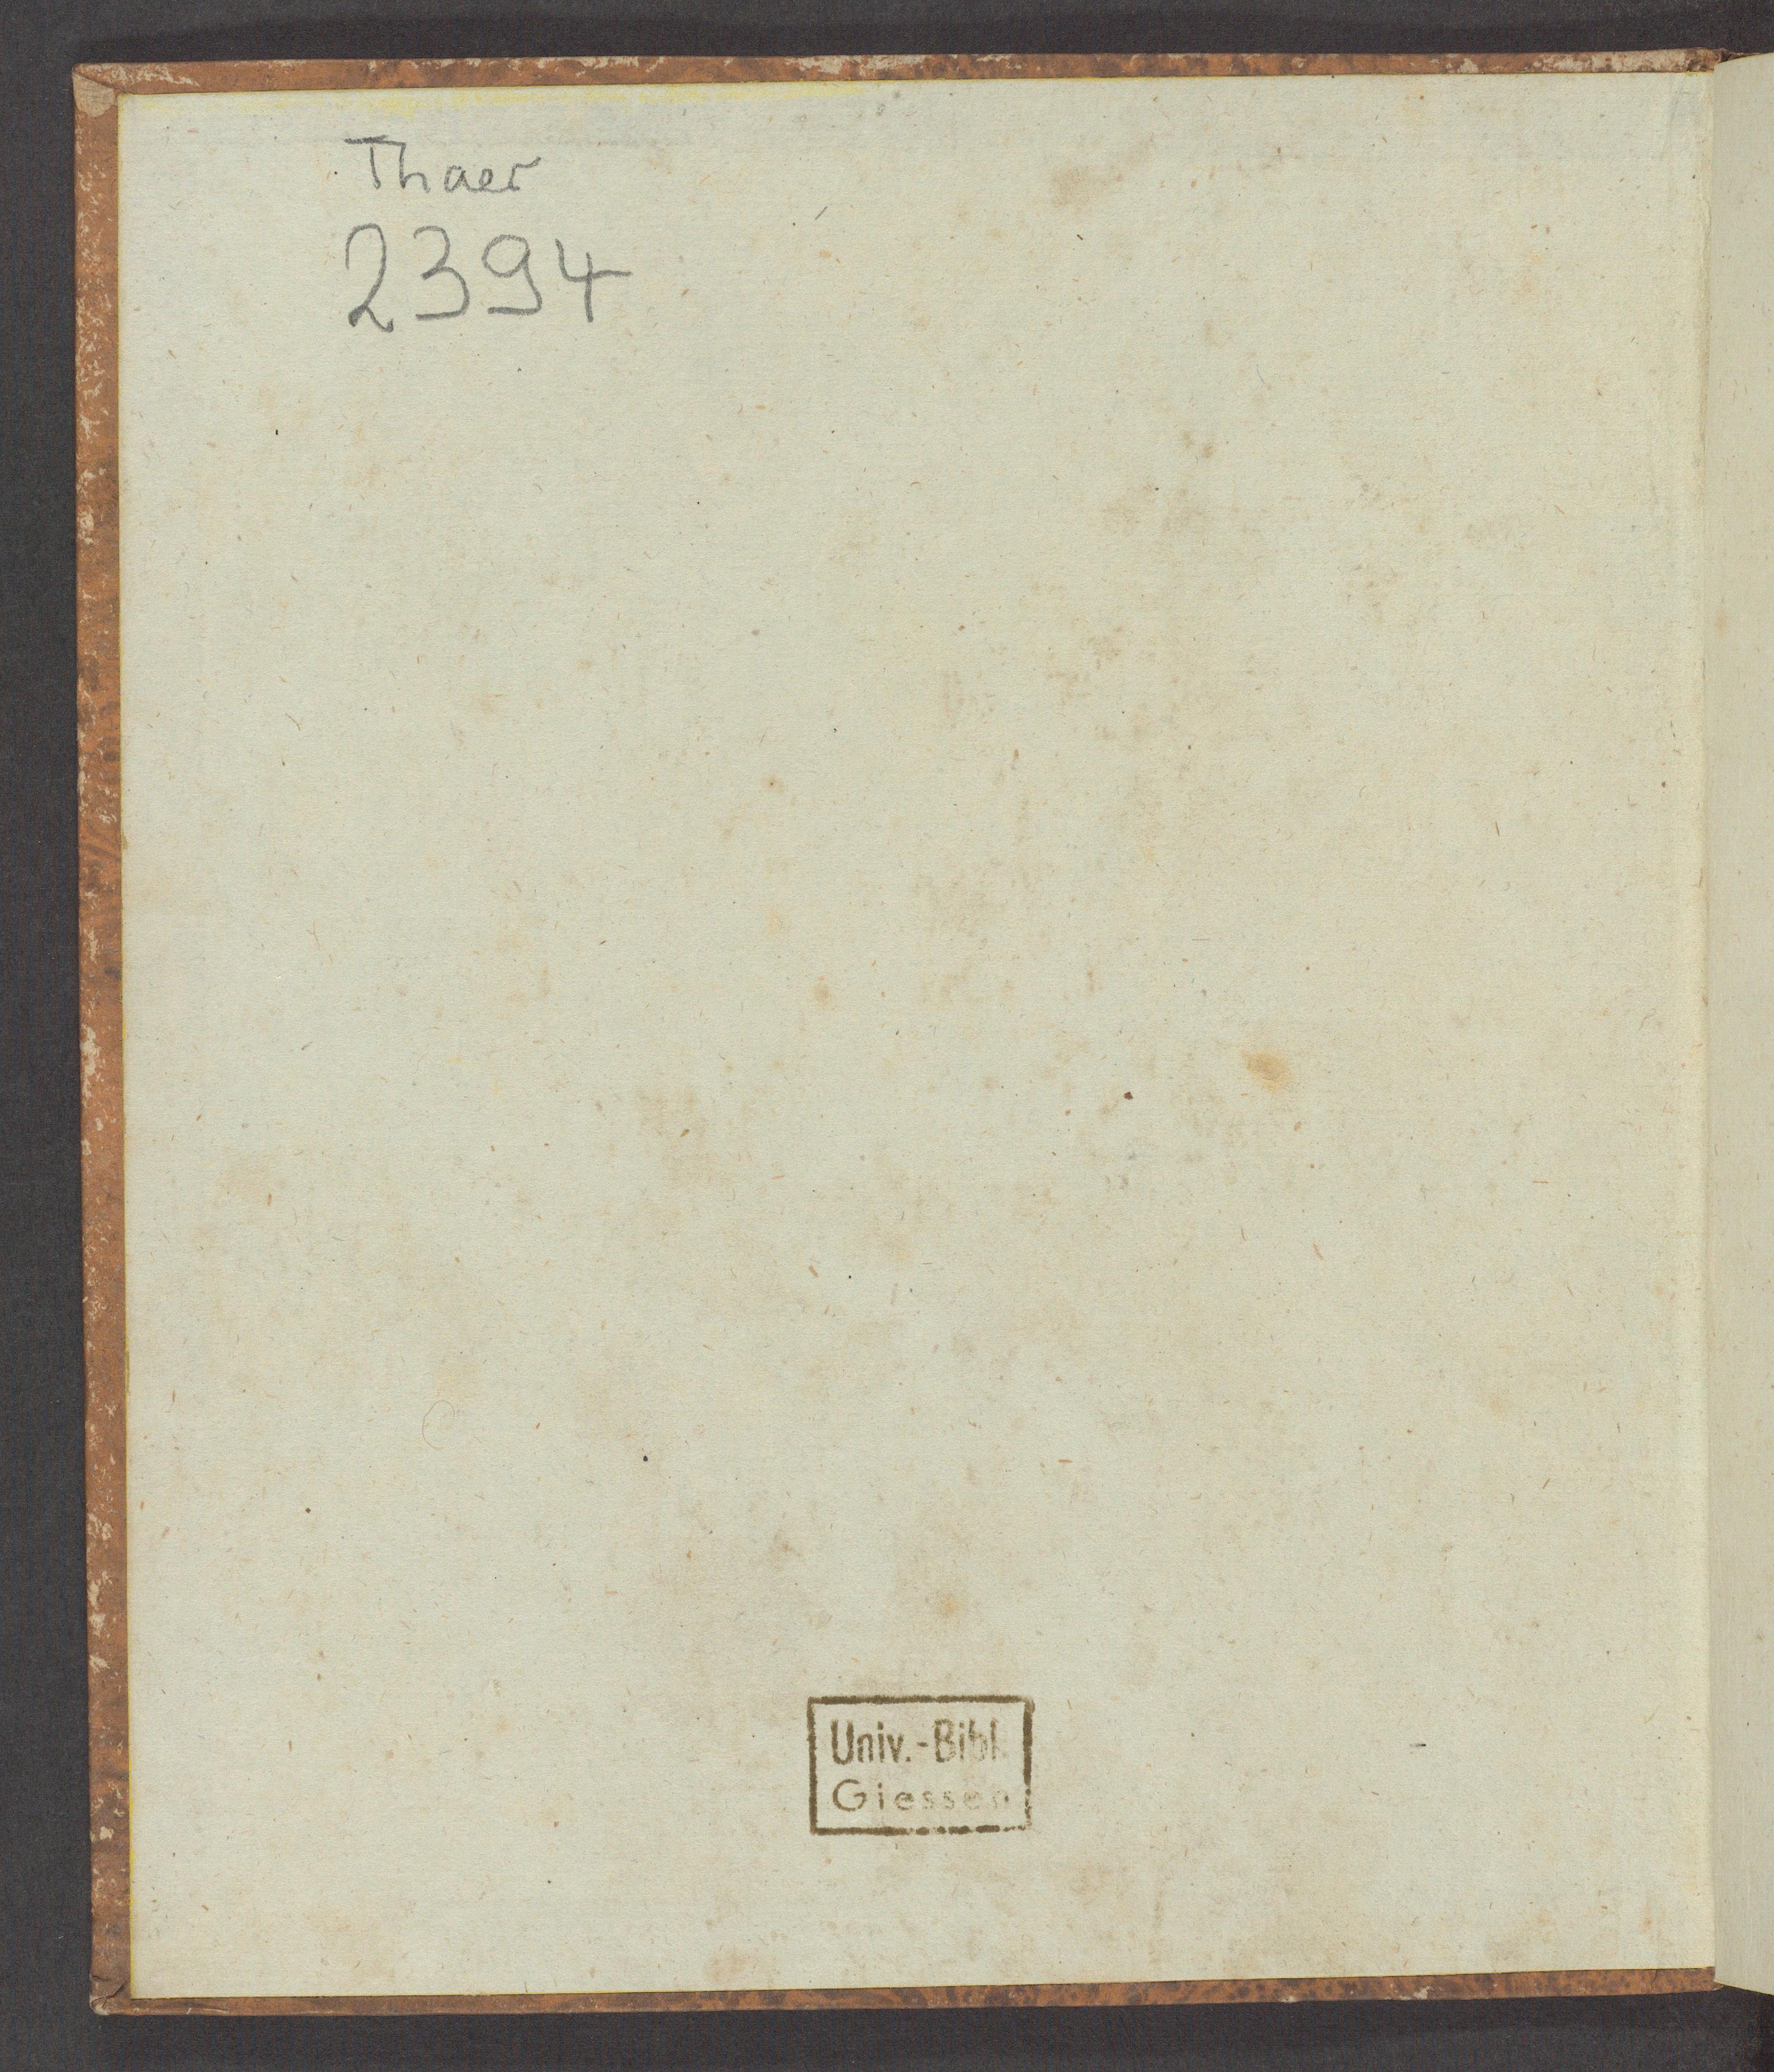 Thaer
2394
Univ.-Bibl.
Giessen